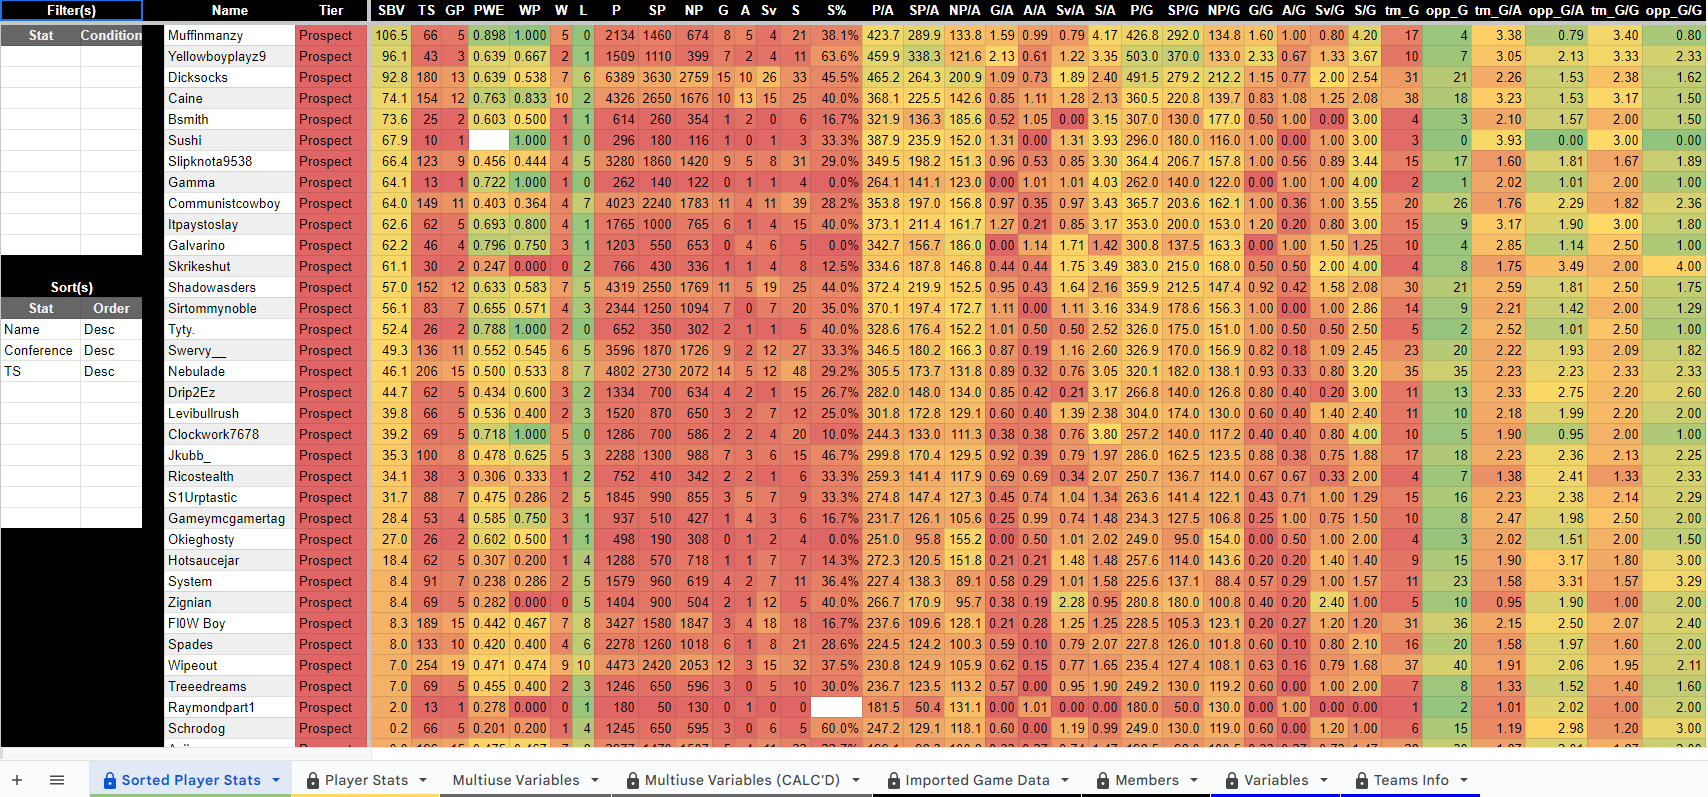 Filter(s) Name Tier SBV TS GP PWE WP W L P SP NP G A Sv S S% P/A SP/A NP/A G/A A/A Sv/A S/A P/G SP/G NP/G G/G A/G Sv/G S/G tm_G opp_G tm_G/A opp_G/A tm_G/G opp_G/G
Stat Condition Muffinmanzy Prospect 106.5 66 5 0.898 1.000 5 0 2134 1460 674 8 5 4 21 38.1% 423.7 289.9 133.8 1.59 0.99 0.79 4.17 426.8 292.0 134.8 1.60 1.00 0.80 4.20 17 4 3.38 0.79 3.40 0.80
Yellowboyplayz9 Prospect 96.1 43 3 0.639 0.667 2 1 1509 1110 399 7 2 4 11 63.6% 459.9 338.3 121.6 2.13 0.61 1.22 3.35 503.0 370.0 133.0 2.33 0.67 1.33 3.67 10 7 3.05 2.13 3.33 2.33
Dicksocks Prospect 92.8 180 13 0.639 0.538 7 6 6389 3630 2759 15 10 26 33 45.5% 465.2 264.3 200.9 1.09 0.73 1.89 2.40 491.5 279.2 212.2 1.15 0.77 2.00 2.54 31 21 2.26 1.53 2.38 1.62
Caine Prospect 74.1 154 12 0.763 0.833 10 2 4326 2650 1676 10 13 15 25 40.0% 368.1 225.5 142.6 0.85 1.11 1.28 2.13 360.5 220.8 139.7 0.83 1.08 1.25 2.08 38 18 3.23 1.53 3.17 1.50
Bsmith Prospect 73.6 25 2 0.603 0.500 1 1 614 260 354 1 2 0 6 16.7% 321.9 136.3 185.6 0.52 1.05 0.00 3.15 307.0 130.0 177.0 0.50 1.00 0.00 3.00 4 3 2.10 1.57 2.00 1.50
Sushi Prospect 67.9 10 1 1.000 1 0 296 180 116 1 0 1 3 33.3% 387.9 235.9 152.0 1.31 0.00 1.31 3.93 296.0 180.0 116.0 1.00 0.00 1.00 3.00 3 0 3.93 0.00 3.00 0.00
Slipknota9538 Prospect 66.4 123 9 0.456 0.444 4 5 3280 1860 1420 9 5 8 31 29.0% 349.5 198.2 151.3 0.96 0.53 0.85 3.30 364.4 206.7 157.8 1.00 0.56 0.89 3.44 15 17 1.60 1.81 1.67 1.89
Gamma Prospect 64.1 13 1 0.722 1.000 1 0 262 140 122 0 1 1 4 0.0% 264.1 141.1 123.0 0.00 1.01 1.01 4.03 262.0 140.0 122.0 0.00 1.00 1.00 4.00 2 1 2.02 1.01 2.00 1.00
Communistcowboy Prospect 64.0 149 11 0.403 0.364 4 7 4023 2240 1783 11 4 11 39 28.2% 353.8 197.0 156.8 0.97 0.35 0.97 3.43 365.7 203.6 162.1 1.00 0.36 1.00 3.55 20 26 1.76 2.29 1.82 2.36
Itpaystoslay Prospect 62.6 62 5 0.693 0.800 4 1 1765 1000 765 6 1 4 15 40.0% 373.1 211.4 161.7 1.27 0.21 0.85 3.17 353.0 200.0 153.0 1.20 0.20 0.80 3.00 15 9 3.17 1.90 3.00 1.80
Galvarino Prospect 62.2 46 4 0.796 0.750 3 1 1203 550 653 0 4 6 5 0.0% 342.7 156.7 186.0 0.00 1.14 1.71 1.42 300.8 137.5 163.3 0.00 1.00 1.50 1.25 10 4 2.85 1.14 2.50 1.00
Skrikeshut Prospect 61.1 30 2 0.247 0.000 0 2 766 430 336 1 1 4 8 12.5% 334.6 187.8 146.8 0.44 0.44 1.75 3.49 383.0 215.0 168.0 0.50 0.50 2.00 4.00 4 8 1.75 3.49 2.00 4.00
Sort(s) Shadowasders Prospect 57.0 152 12 0.633 0.583 7 5 4319 2550 1769 11 5 19 25 44.0% 372.4 219.9 152.5 0.95 0.43 1.64 2.16 359.9 212.5 147.4 0.92 0.42 1.58 2.08 30 21 2.59 1.81 2.50 1.75
Stat Order Sirtommynoble Prospect 56.1 83 7 0.655 0.571 4 3 2344 1250 1094 7 0 7 20 35.0% 370.1 197.4 172.7 1.11 0.00 1.11 3.16 334.9 178.6 156.3 1.00 0.00 1.00 2.86 14 9 2.21 1.42 2.00 1.29
Name Desc Tyty. Prospect 52.4 26 2 0.788 1.000 2 0 652 350 302 2 1 1 5 40.0% 328.6 176.4 152.2 1.01 0.50 0.50 2.52 326.0 175.0 151.0 1.00 0.50 0.50 2.50 5 2 2.52 1.01 2.50 1.00
Conference Desc Swervy__ Prospect 49.3 136 11 0.552 0.545 6 5 3596 1870 1726 9 2 12 27 33.3% 346.5 180.2 166.3 0.87 0.19 1.16 2.60 326.9 170.0 156.9 0.82 0.18 1.09 2.45 23 20 2.22 1.93 2.09 1.82
TS Desc Nebulade Prospect 46.1 206 15 0.500 0.533 8 7 4802 2730 2072 14 5 12 48 29.2% 305.5 173.7 131.8 0.89 0.32 0.76 3.05 320.1 182.0 138.1 0.93 0.33 0.80 3.20 35 35 2.23 2.23 2.33 2.33
Drip2Ez Prospect 44.7 62 5 0.434 0.600 3 2 1334 700 634 4 2 1 15 26.7% 282.0 148.0 134.0 0.85 0.42 0.21 3.17 266.8 140.0 126.8 0.80 0.40 0.20 3.00 11 13 2.33 2.75 2.20 2.60
Levibullrush Prospect 39.8 66 5 0.536 0.400 2 3 1520 870 650 3 2 7 12 25.0% 301.8 172.8 129.1 0.60 0.40 1.39 2.38 304.0 174.0 130.0 0.60 0.40 1.40 2.40 11 10 2.18 1.99 2.20 2.00
Clockwork7678 Prospect 39.2 69 5 0.718 1.000 5 0 1286 700 586 2 2 4 20 10.0% 244.3 133.0 111.3 0.38 0.38 0.76 3.80 257.2 140.0 117.2 0.40 0.40 0.80 4.00 10 5 1.90 0.95 2.00 1.00
Jkubb_ Prospect 35.3 100 8 0.478 0.625 5 3 2288 1300 988 7 3 6 15 46.7% 299.8 170.4 129.5 0.92 0.39 0.79 1.97 286.0 162.5 123.5 0.88 0.38 0.75 1.88 17 18 2.23 2.36 2.13 2.25
Ricostealth Prospect 34.1 38 3 0.306 0.333 1 2 752 410 342 2 2 1 6 33.3% 259.3 141.4 117.9 0.69 0.69 0.34 2.07 250.7 136.7 114.0 0.67 0.67 0.33 2.00 4 7 1.38 2.41 1.33 2.33
S1Urptastic Prospect 31.7 88 7 0.475 0.286 2 5 1845 990 855 3 5 7 9 33.3% 274.8 147.4 127.3 0.45 0.74 1.04 1.34 263.6 141.4 122.1 0.43 0.71 1.00 1.29 15 16 2.23 2.38 2.14 2.29
Gameymcgamertag Prospect 28.4 53 4 0.585 0.750 3 1 937 510 427 1 4 3 6 16.7% 231.7 126.1 105.6 0.25 0.99 0.74 1.48 234.3 127.5 106.8 0.25 1.00 0.75 1.50 10 8 2.47 1.98 2.50 2.00
Okieghosty Prospect 27.0 26 2 0.602 0.500 1 1 498 190 308 0 1 2 4 0.0% 251.0 95.8 155.2 0.00 0.50 1.01 2.02 249.0 95.0 154.0 0.00 0.50 1.00 2.00 4 3 2.02 1.51 2.00 1.50
Hotsaucejar Prospect 18.4 62 5 0.307 0.200 1 4 1288 570 718 1 1 7 7 14.3% 272.3 120.5 151.8 0.21 0.21 1.48 1.48 257.6 114.0 143.6 0.20 0.20 1.40 1.40 9 15 1.90 3.17 1.80 3.00
System Prospect 8.4 91 7 0.238 0.286 2 5 1579 960 619 4 2 7 11 36.4% 227.4 138.3 89.1 0.58 0.29 1.01 1.58 225.6 137.1 88.4 0.57 0.29 1.00 1.57 11 23 1.58 3.31 1.57 3.29
Zignian Prospect 8.4 69 5 0.282 0.000 0 5 1404 900 504 2 1 12 5 40.0% 266.7 170.9 95.7 0.38 0.19 2.28 0.95 280.8 180.0 100.8 0.40 0.20 2.40 1.00 5 10 0.95 1.90 1.00 2.00
Fl0W Boy Prospect 8.3 189 15 0.442 0.467 7 8 3427 1580 1847 3 4 18 18 16.7% 237.6 109.6 128.1 0.21 0.28 1.25 1.25 228.5 105.3 123.1 0.20 0.27 1.20 1.20 31 36 2.15 2.50 2.07 2.40
Spades Prospect 8.0 133 10 0.420 0.400 4 6 2278 1260 1018 6 1 8 21 28.6% 224.5 124.2 100.3 0.59 0.10 0.79 2.07 227.8 126.0 101.8 0.60 0.10 0.80 2.10 16 20 1.58 1.97 1.60 2.00
Wipeout Prospect 7.0 254 19 0.471 0.474 9 10 4473 2420 2053 12 3 15 32 37.5% 230.8 124.9 105.9 0.62 0.15 0.77 1.65 235.4 127.4 108.1 0.63 0.16 0.79 1.68 37 40 1.91 2.06 1.95 2.11
Treeedreams Prospect 7.0 69 5 0.455 0.400 2 3 1246 650 596 3 0 5 10 30.0% 236.7 123.5 113.2 0.57 0.00 0.95 1.90 249.2 130.0 119.2 0.60 0.00 1.00 2.00 7 8 1.33 1.52 1.40 1.60
Raymondpart1 Prospect 2.0 13 1 0.278 0.000 0 1 180 50 130 0 1 0 0 181.5 50.4 131.1 0.00 1.01 0.00 0.00 180.0 50.0 130.0 0.00 1.00 0.00 0.00 1 2 1.01 2.02 1.00 2.00
Schrodog Prospect 0.2 66 5 0.201 0.200 1 4 1245 650 595 3 0 6 5 60.0% 247.2 129.1 118.1 0.60 0.00 1.19 0.99 249.0 130.0 119.0 0.60 0.00 1.20 1.00 6 15 1.19 2.98 1.20 3.00
+ Sorted Player Stats Player Stats Multiuse Variables Multiuse Variables (CALC'D) Imported Game Data Members Variables Teams Info